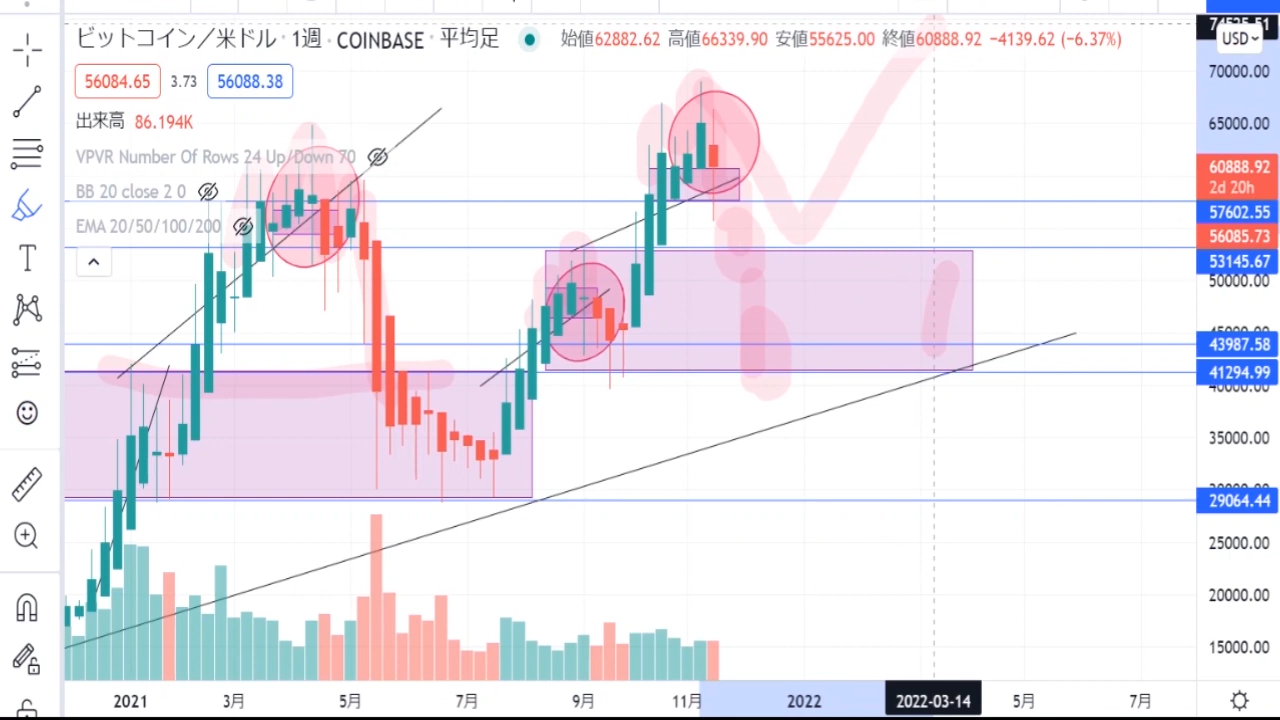 ビットコイン／米ドル · 1週 · COINBASE · 平均足 始値62882.62 高値66339.90 安値55625.00 終値60888.92 −4139.62 (−6.37%)
56084.65 3.73 56088.38
出来高 86.194K
VPVR Number Of Rows 24 Up/Down 70
BB 20 close 2 0
EMA 20/50/100/200
74525.51
USD
70000.00
65000.00
60888.92
2d 20h
57602.55
56085.73
53145.67
50000.00
45000.00
43987.58
41294.99
40000.00
35000.00
30000.00
29064.44
25000.00
20000.00
15000.00
2021 3月 5月 7月 9月 11月 2022 2022-03-14 5月 7月